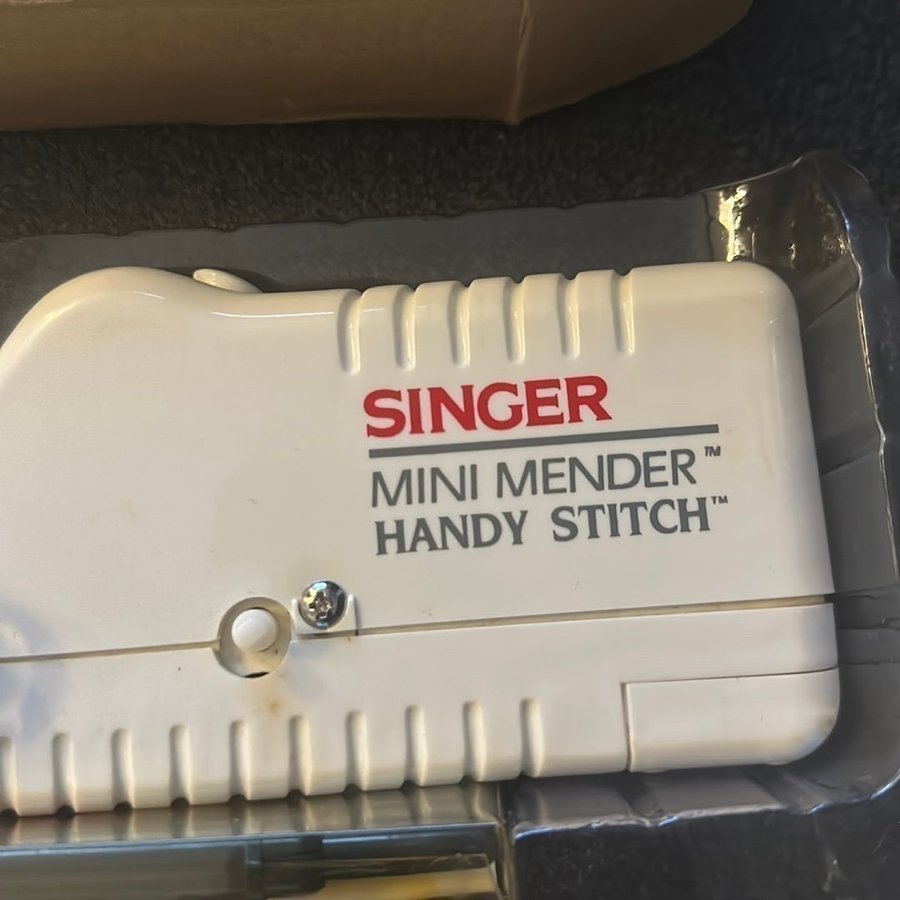 SINGER
MINI MENDER™
HANDY STITCH™